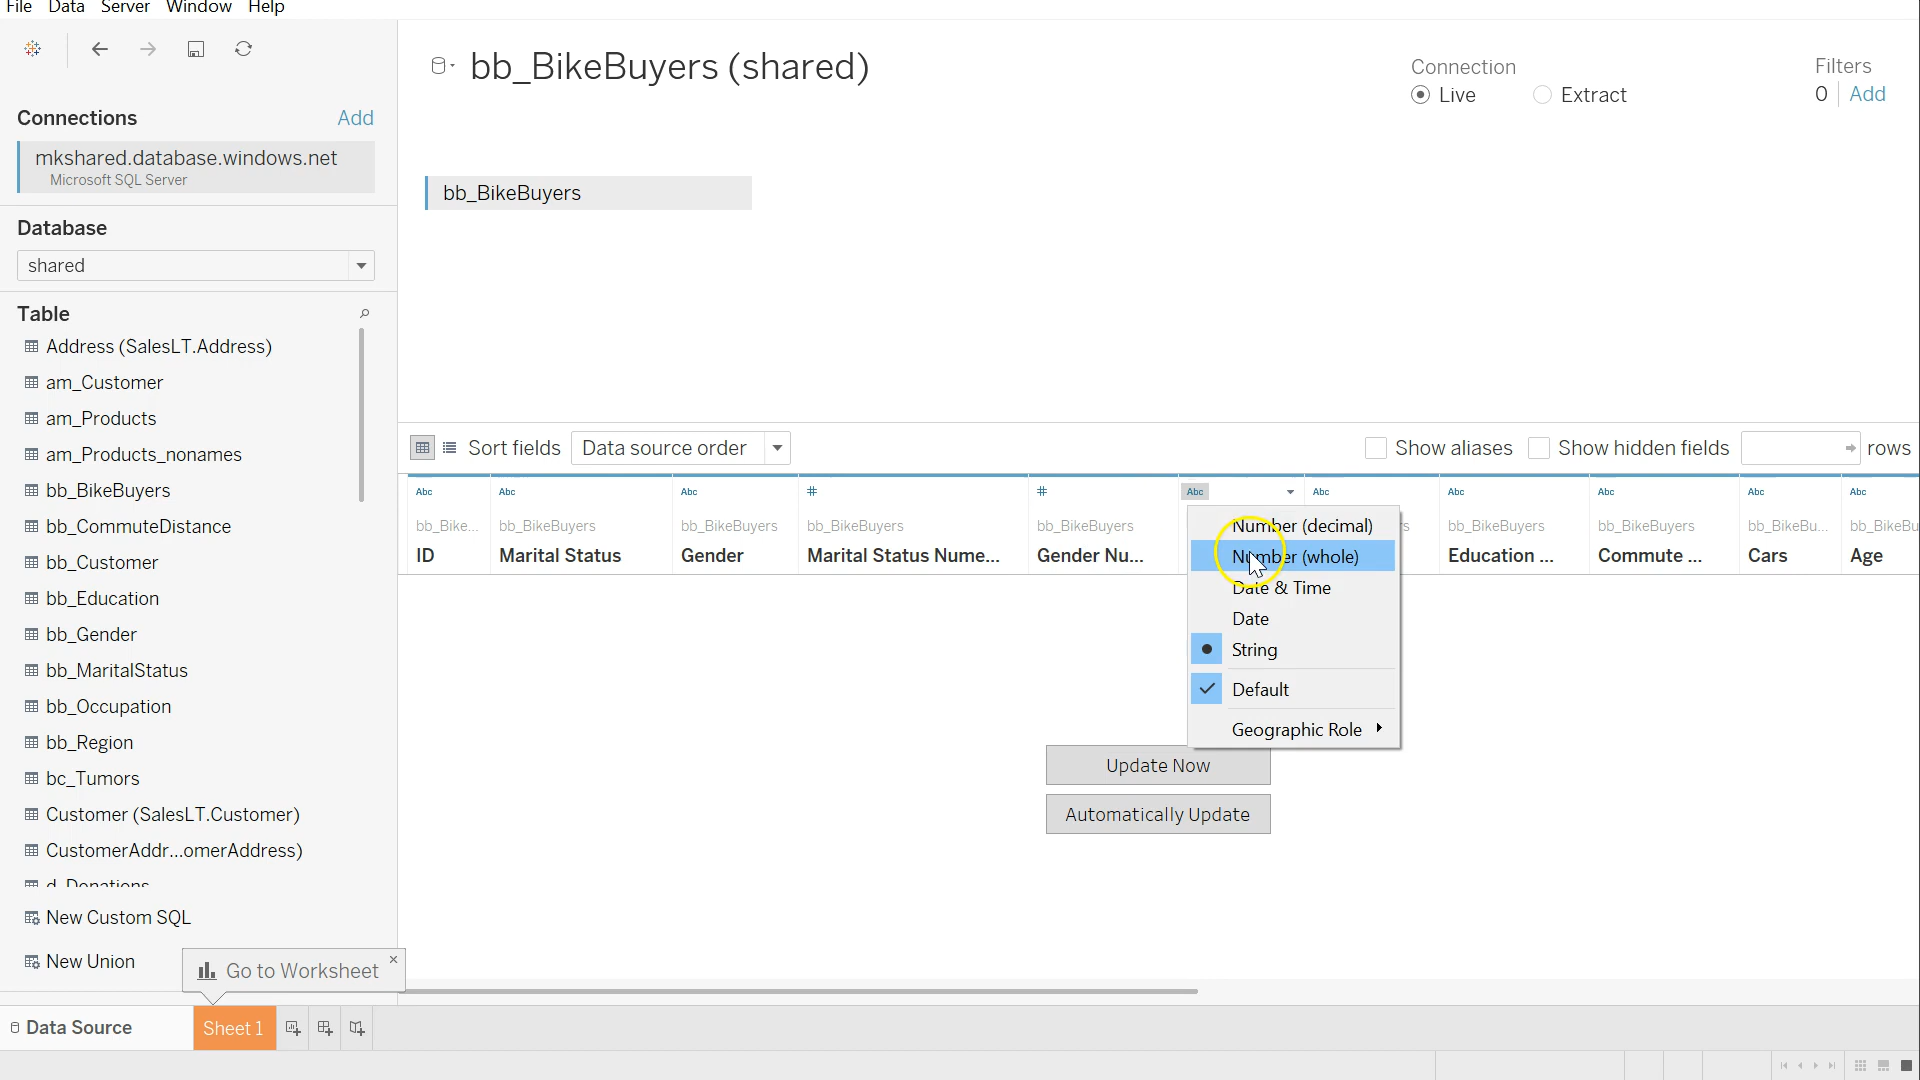 File Data Server Window Help
bb_BikeBuyers (shared)
Connection
Live Extract
Filters
0 Add
Connections Add
mkshared.database.windows.net
Microsoft SQL Server
Database
shared
Table
Address (SalesLT.Address)
am_Customer
am_Products
am_Products_nonames
bb_BikeBuyers
bb_CommuteDistance
bb_Customer
bb_Education
bb_Gender
bb_MaritalStatus
bb_Occupation
bb_Region
bc_Tumors
Customer (SalesLT.Customer)
CustomerAddr...omerAddress)
d_Donations
New Custom SQL
New Union
bb_BikeBuyers
Sort fields Data source order Show aliases Show hidden fields rows
Abc Abc Abc # # Abc Abc Abc Abc Abc Abc
bb_Bike... bb_BikeBuyers bb_BikeBuyers bb_BikeBuyers bb_BikeBuyers bb_BikeBuyers bb_BikeBuyers bb_BikeBu... bb_BikeBu
ID Marital Status Gender Marital Status Nume... Gender Nu... Education ... Commute ... Cars Age
Number (decimal)
Number (whole)
Date & Time
Date
String
Default
Geographic Role
Update Now
Automatically Update
Go to Worksheet
Data Source Sheet 1